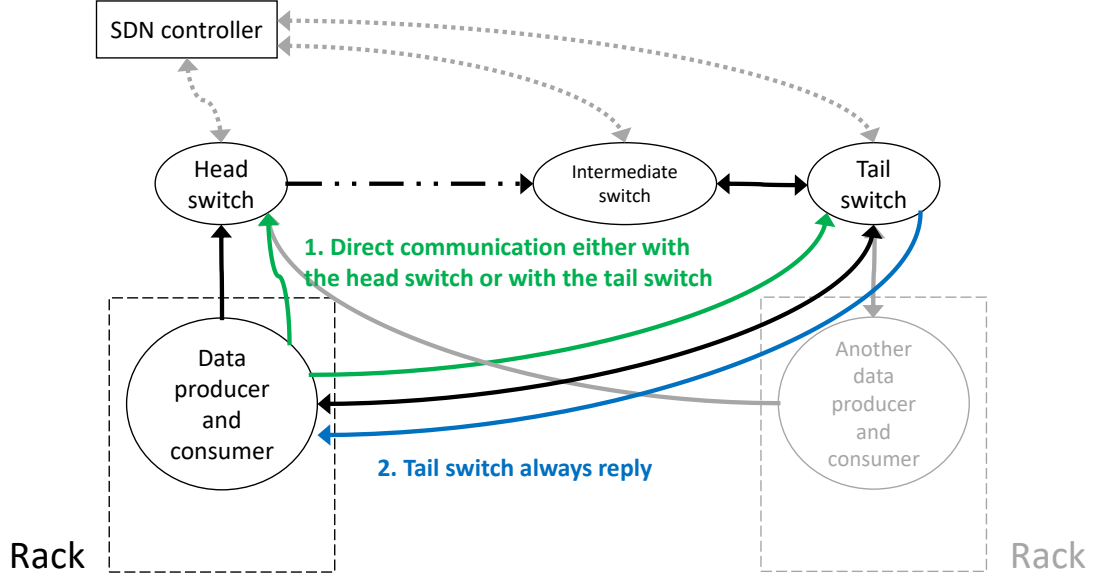 SDN controller
Head
switch
Intermediate
switch
Tail
switch
1. Direct communication either with
the head switch or with the tail switch
Data
producer
and
consumer
Another
data
producer
and
consumer
2. Tail switch always reply
Rack
Rack